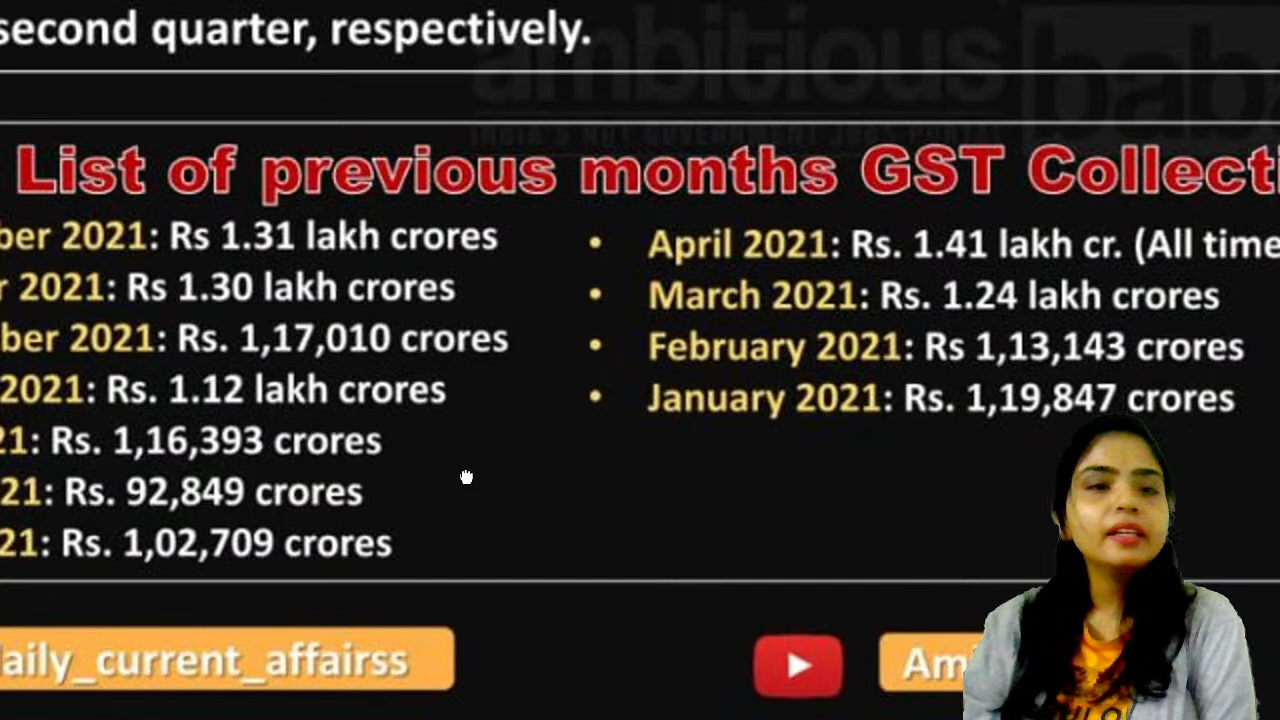 second quarter, respectively.
ambitious
List of previous months GST Collecti
ber 2021: Rs 1.31 lakh crores
r 2021: Rs 1.30 lakh crores
ber 2021: Rs. 1,17,010 crores
2021: Rs. 1.12 lakh crores
21: Rs. 1,16,393 crores
21: Rs. 92,849 crores
21: Rs. 1,02,709 crores
• April 2021: Rs. 1.41 lakh cr. (All time
• March 2021: Rs. 1.24 lakh crores
• February 2021: Rs 1,13,143 crores
• January 2021: Rs. 1,19,847 crores
daily_current_affairss